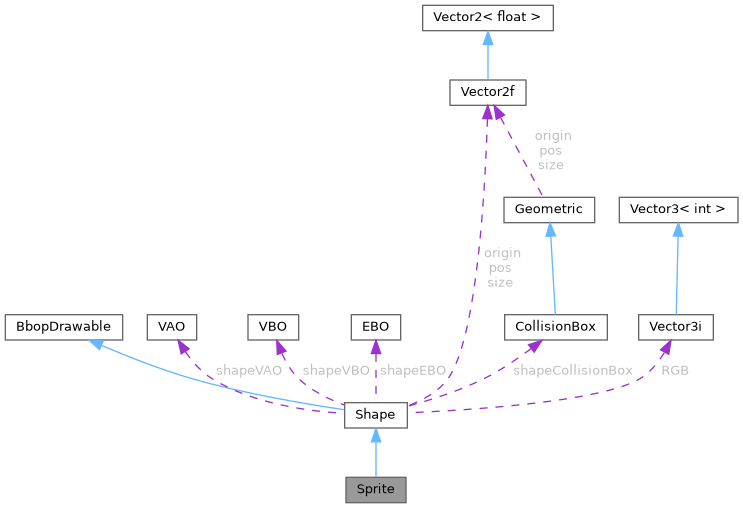 Vector2< float >
Vector2f
origin
pos
size
Geometric
Vector3< int >
origin
pos
size
BbopDrawable
VAO
VBO
EBO
CollisionBox
Vector3i
shapeVAO
shapeVBO
shapeEBO
shapeCollisionBox
RGB
Shape
Sprite